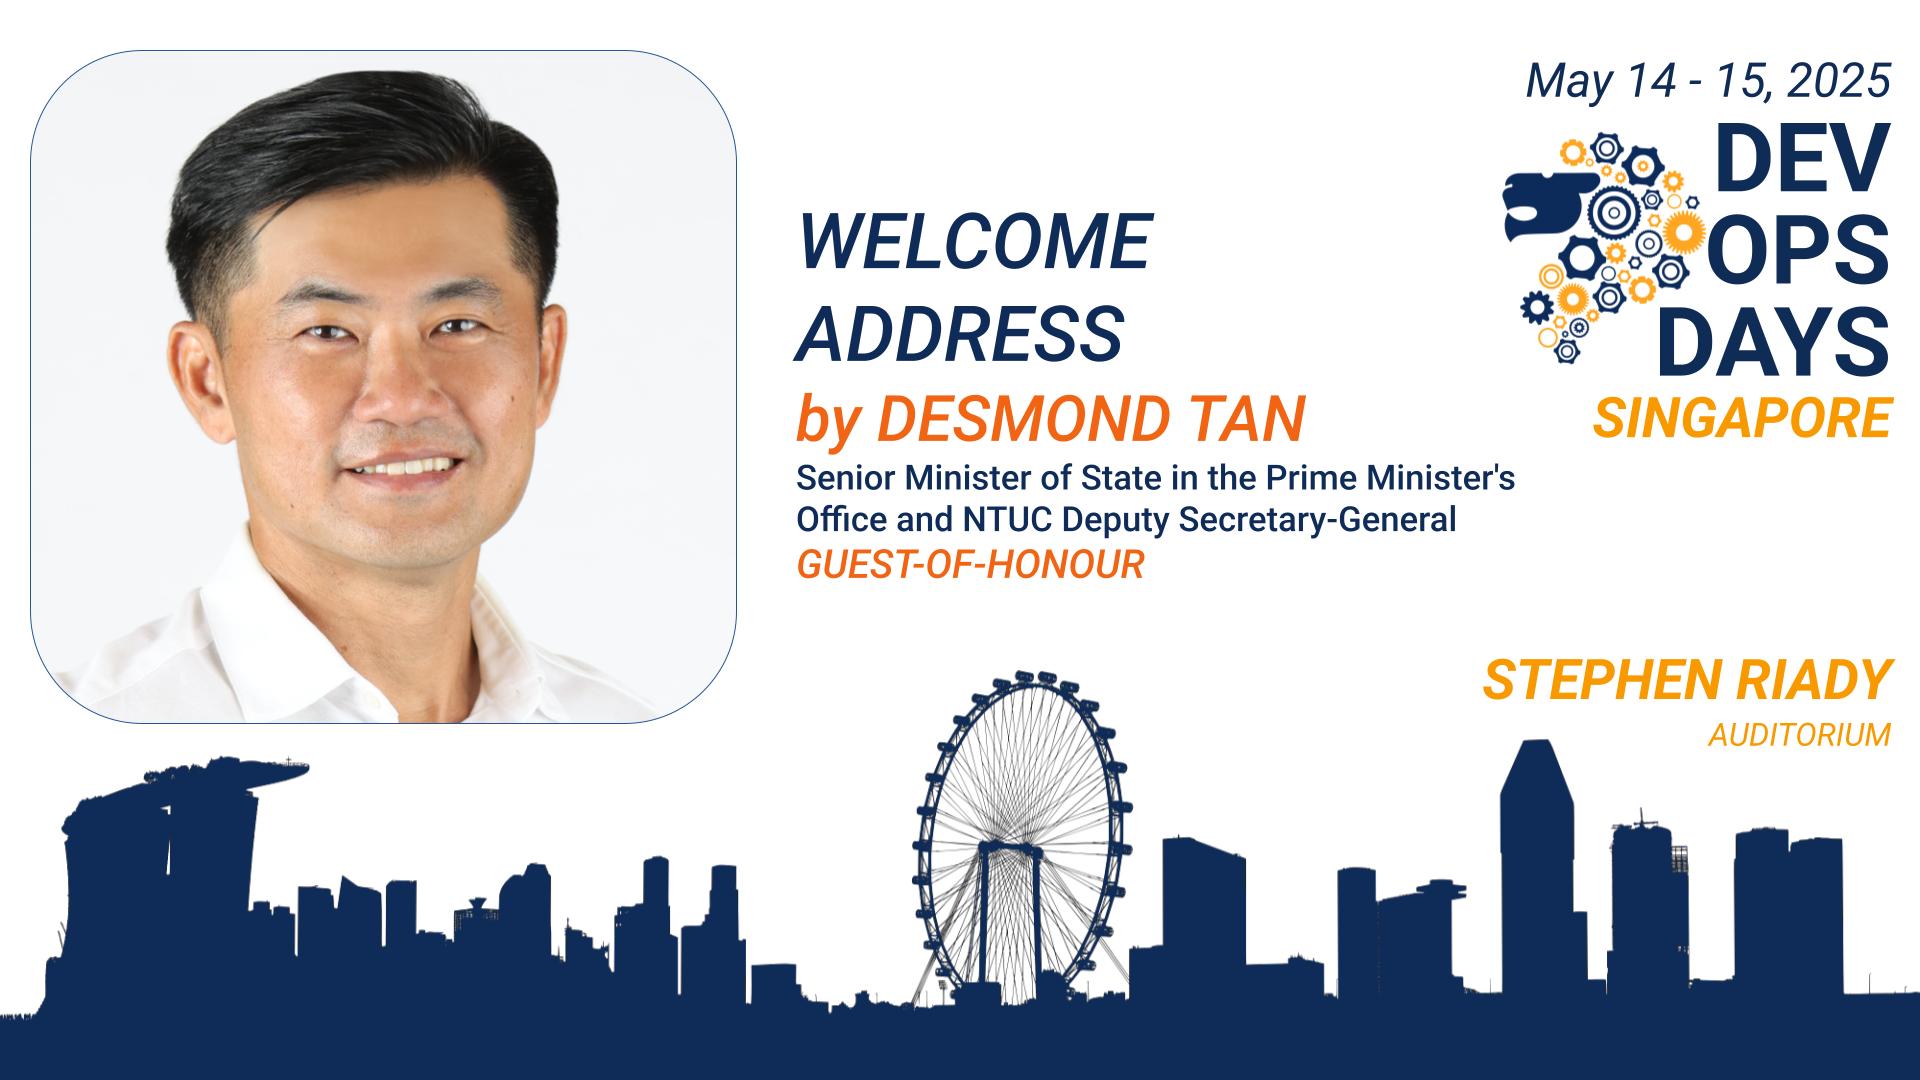 May 14 - 15, 2025
DEV
OPS
DAYS
SINGAPORE
WELCOME
ADDRESS
by DESMOND TAN
Senior Minister of State in the Prime Minister's
Office and NTUC Deputy Secretary-General
GUEST-OF-HONOUR
STEPHEN RIADY
AUDITORIUM